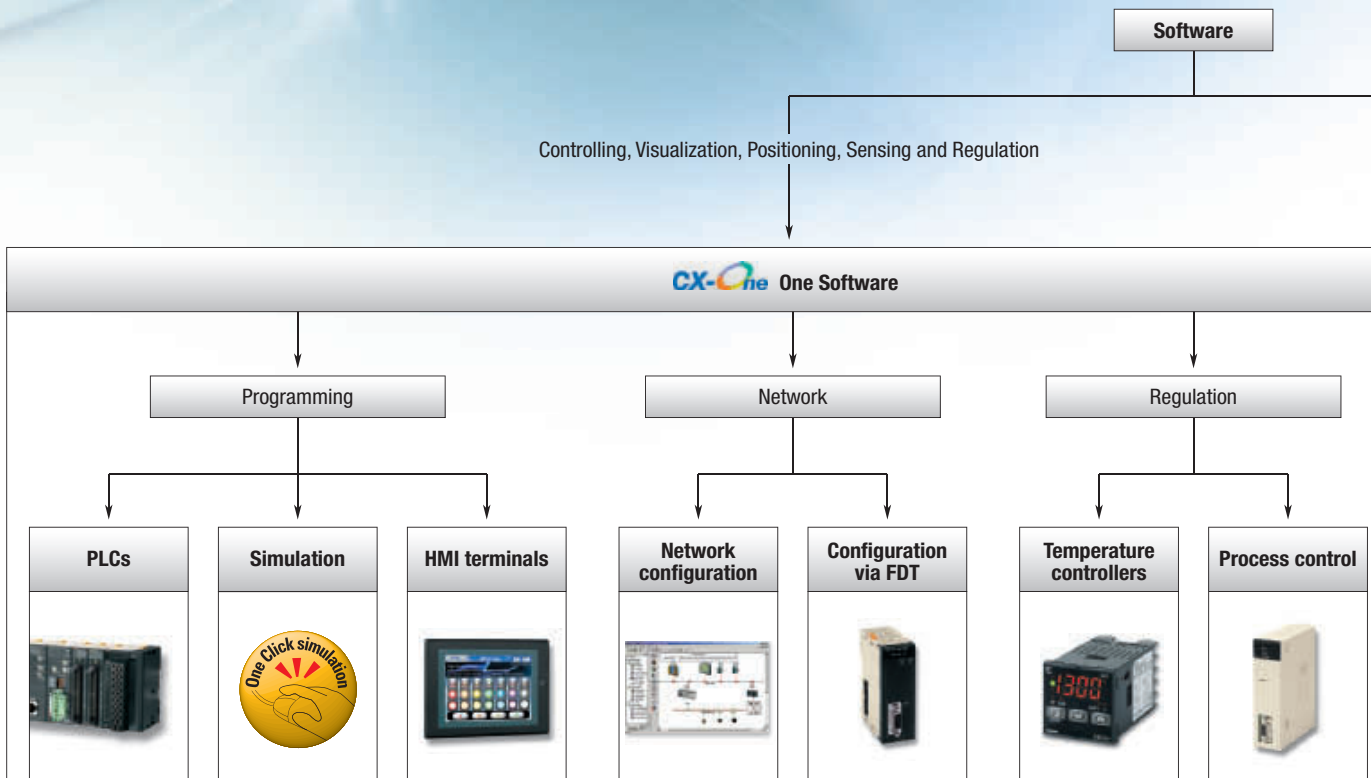 Software
Controlling, Visualization, Positioning, Sensing and Regulation
CX-One One Software
Programming
Network
Regulation
PLCs
Simulation
HMI terminals
Network
configuration
Configuration
via FDT
Temperature
controllers
Process control
One Click simulation
1300